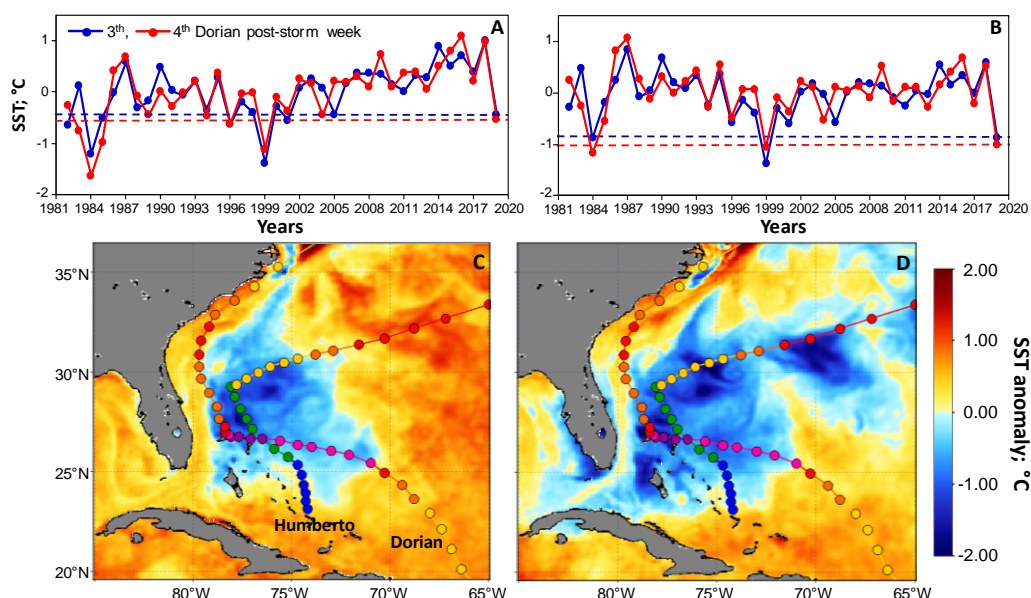 A
3th, 4th Dorian post-storm week
SST; °C
1
0
-1
-2
1981 1984 1987 1990 1993 1996 1999 2002 2005 2008 2011 2014 2017 2020
Years
B
1
0
-1
-2
1981 1984 1987 1990 1993 1996 1999 2002 2005 2008 2011 2014 2017 2020
Years
C
35°N
30°N
25°N
20°N
Humberto
Dorian
80°W 75°W 70°W 65°W
D
80°W 75°W 70°W 65°W
2.00
1.00
0.00
-1.00
-2.00
SST anomaly; °C